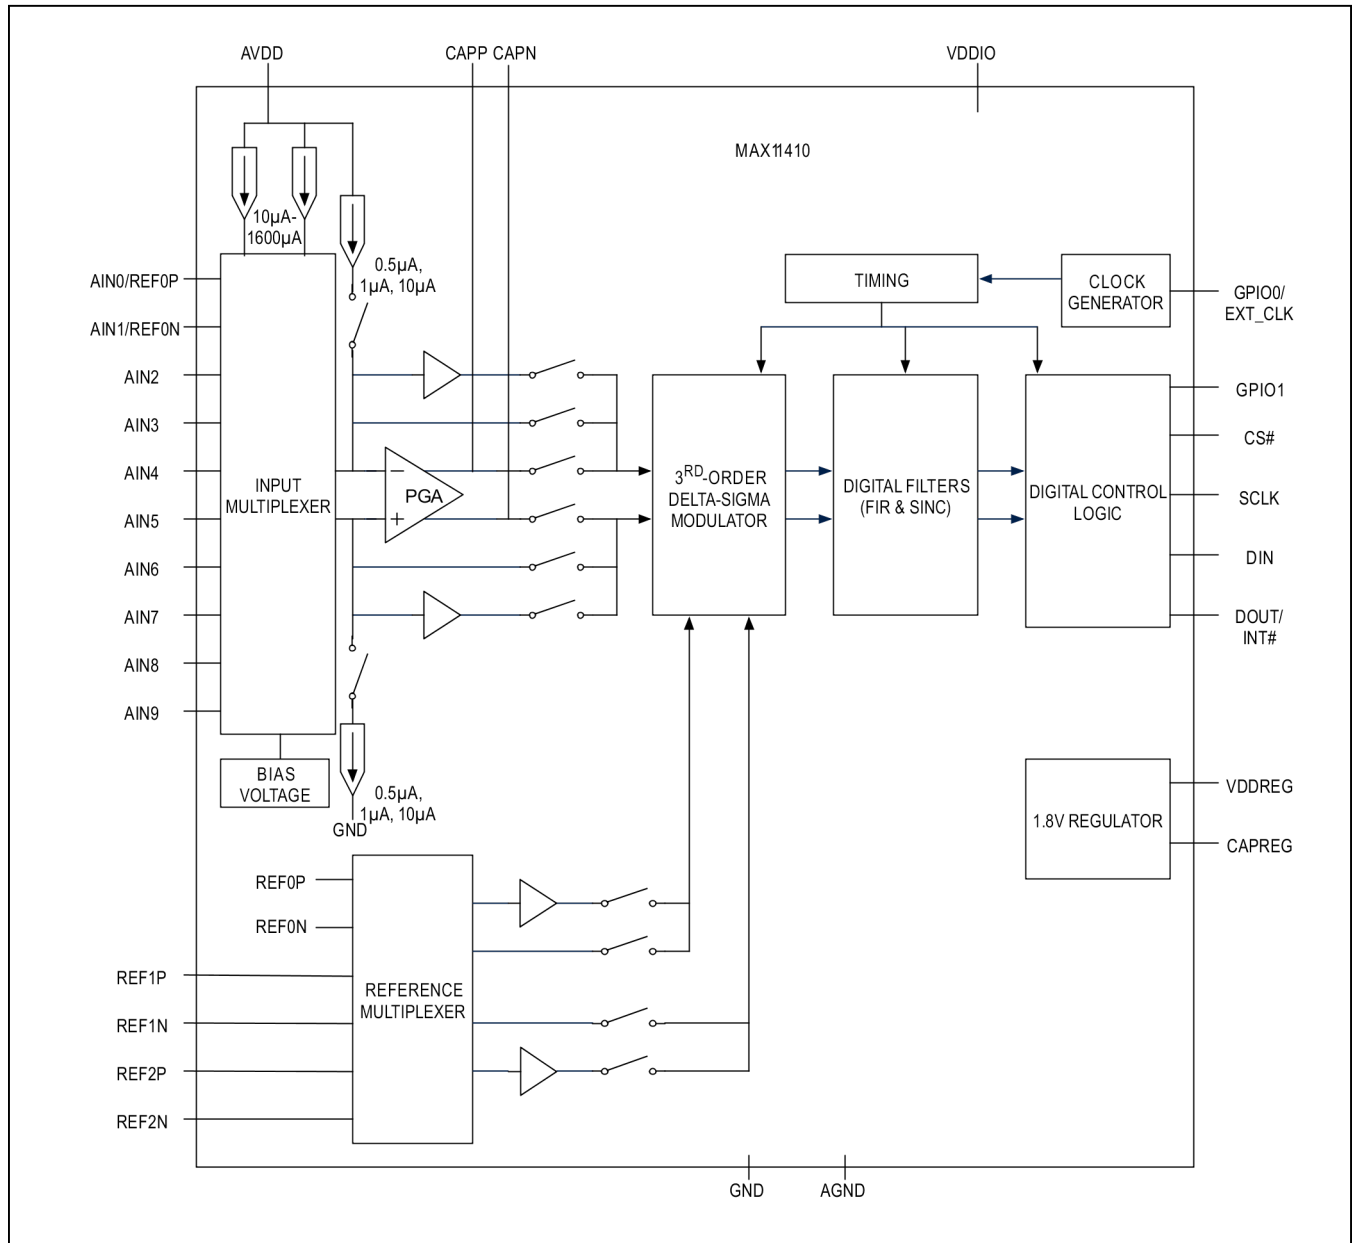 AVDD
CAPP CAPN
VDDIO
MAX11410
10µA-
1600µA
0.5µA,
1µA, 10µA
AIN0/REF0P
AIN1/REF0N
AIN2
AIN3
AIN4
AIN5
AIN6
AIN7
AIN8
AIN9
INPUT
MULTIPLEXER
BIAS
VOLTAGE
−
PGA
+
0.5µA,
1µA, 10µA
GND
TIMING
CLOCK
GENERATOR
GPIO0/
EXT_CLK
3RD-ORDER
DELTA-SIGMA
MODULATOR
DIGITAL FILTERS
(FIR & SINC)
DIGITAL CONTROL
LOGIC
GPIO1
CS#
SCLK
DIN
DOUT/
INT#
1.8V REGULATOR
VDDREG
CAPREG
REF0P
REF0N
REF1P
REF1N
REF2P
REF2N
REFERENCE
MULTIPLEXER
GND
AGND